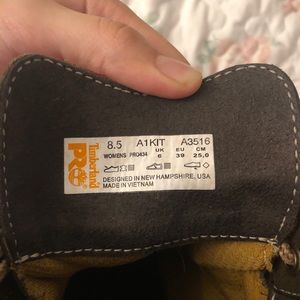 Timberland
PRO
8.5 A1KIT A3516
WOMENS PRO434 UK EU CM
6 39 25,0
DESIGNED IN NEW HAMPSHIRE, USA
MADE IN VIETNAM